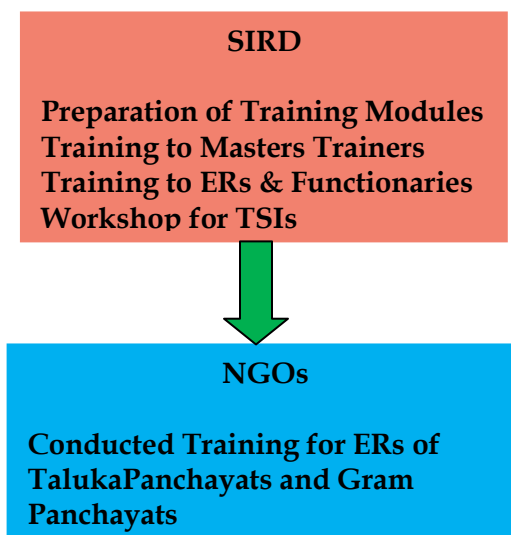 SIRD
Preparation of Training Modules
Training to Masters Trainers
Training to ERs & Functionaries
Workshop for TSIs
NGOs
Conducted Training for ERs of
TalukaPanchayats and Gram
Panchayats